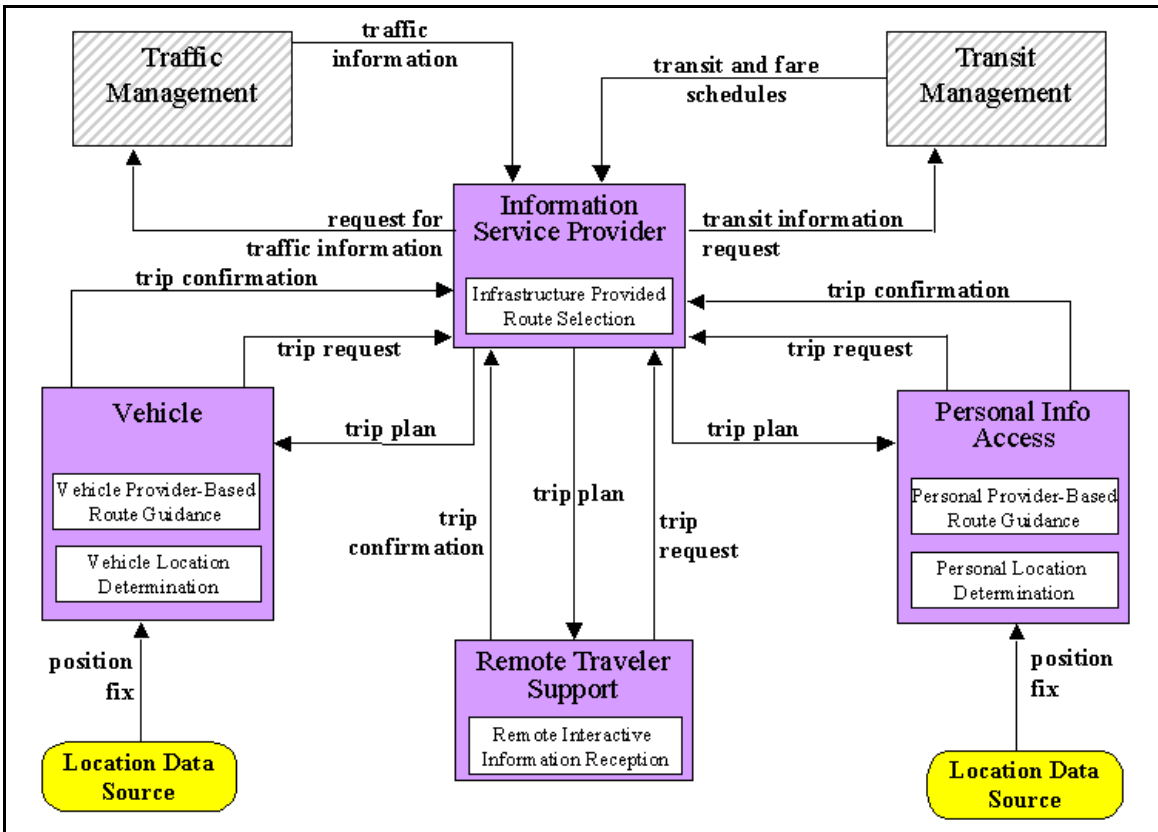 traffic
information
Traffic
Management
transit and fare
schedules
Transit
Management
request for
traffic information
Information
Service Provider
transit information
request
Infrastructure Provided
Route Selection
trip confirmation
trip confirmation
trip request
trip request
Vehicle
Vehicle Provider-Based
Route Guidance
Vehicle Location
Determination
trip plan
trip plan
trip plan
Personal Info
Access
Personal Provider-Based
Route Guidance
Personal Location
Determination
trip
confirmation
trip
request
position
fix
Remote Traveler
Support
Remote Interactive
Information Reception
position
fix
Location Data
Source
Location Data
Source